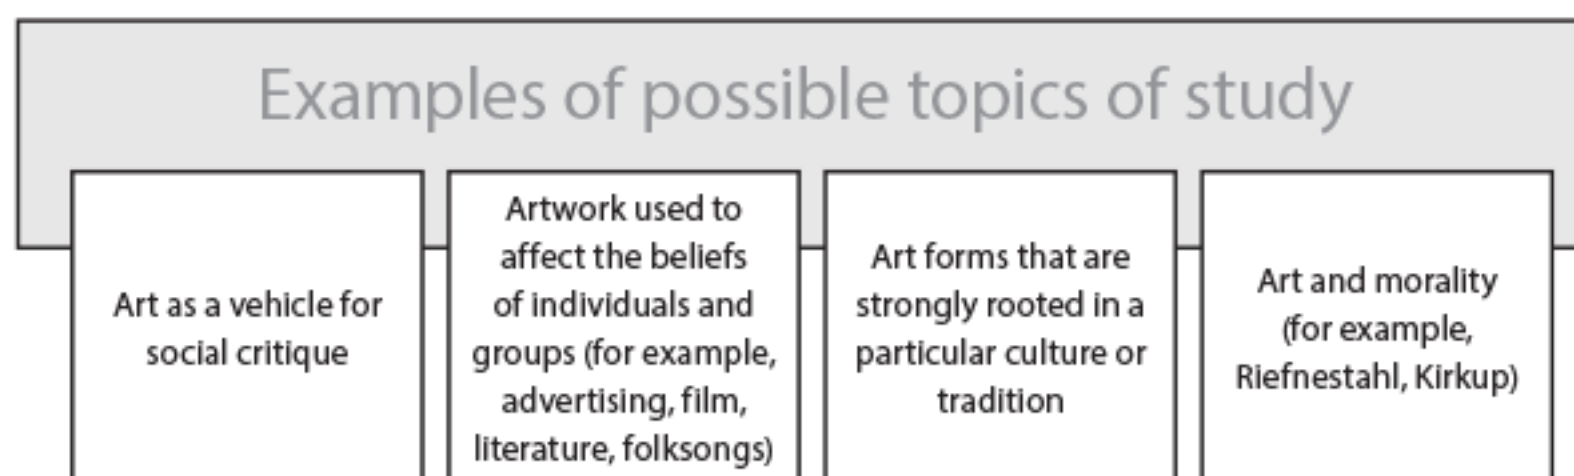 Examples of possible topics of study
Art as a vehicle for
social critique
Artwork used to
affect the beliefs
of individuals and
groups (for example,
advertising, film,
literature, folksongs)
Art forms that are
strongly rooted in a
particular culture or
tradition
Art and morality
(for example,
Riefnestahl, Kirkup)